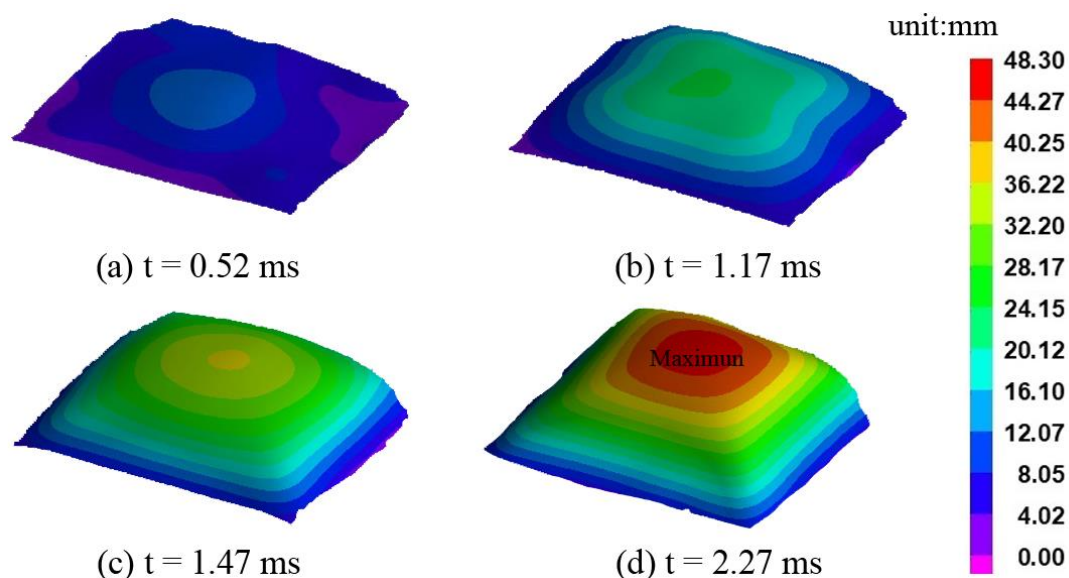 unit:mm
48.30
44.27
40.25
36.22
32.20
28.17
24.15
20.12
16.10
12.07
8.05
4.02
0.00
(a) t = 0.52 ms
(b) t = 1.17 ms
Maximun
(c) t = 1.47 ms
(d) t = 2.27 ms